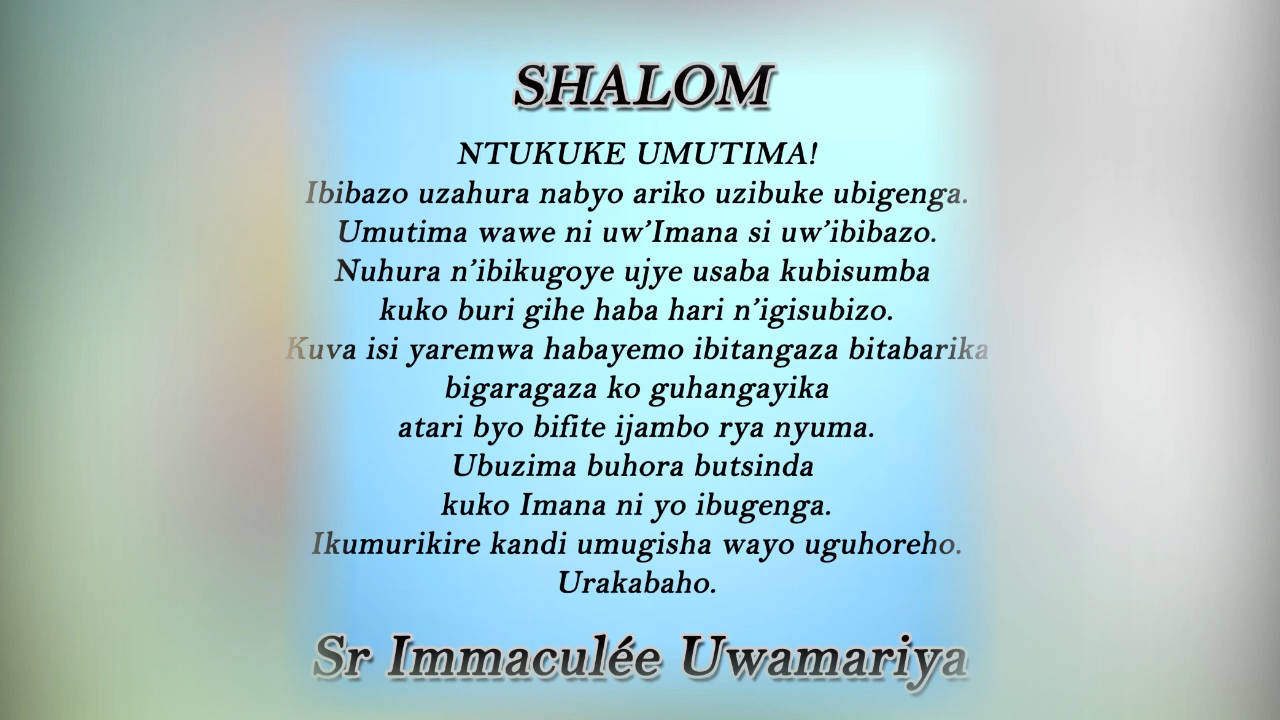 SHALOM
NTUKUKE UMUTIMA!
Ibibazo uzahura nabyo ariko uzibuke ubigenga.
Umutima wawe ni uw’Imana si uw’ibibazo.
Nuhura n’ibikugoye ujye usaba kubisumba
kuko buri gihe haba hari n’igisubizo.
Kuva isi yaremwa habayemo ibitangaza bitabarika
bigaragaza ko guhangayika
atari byo bifite ijambo rya nyuma.
Ubuzima buhora butsinda
kuko Imana ni yo ibugenga.
Ikumurikire kandi umugisha wayo uguhoreho.
Urakabaho.
Sr Immaculée Uwamariya